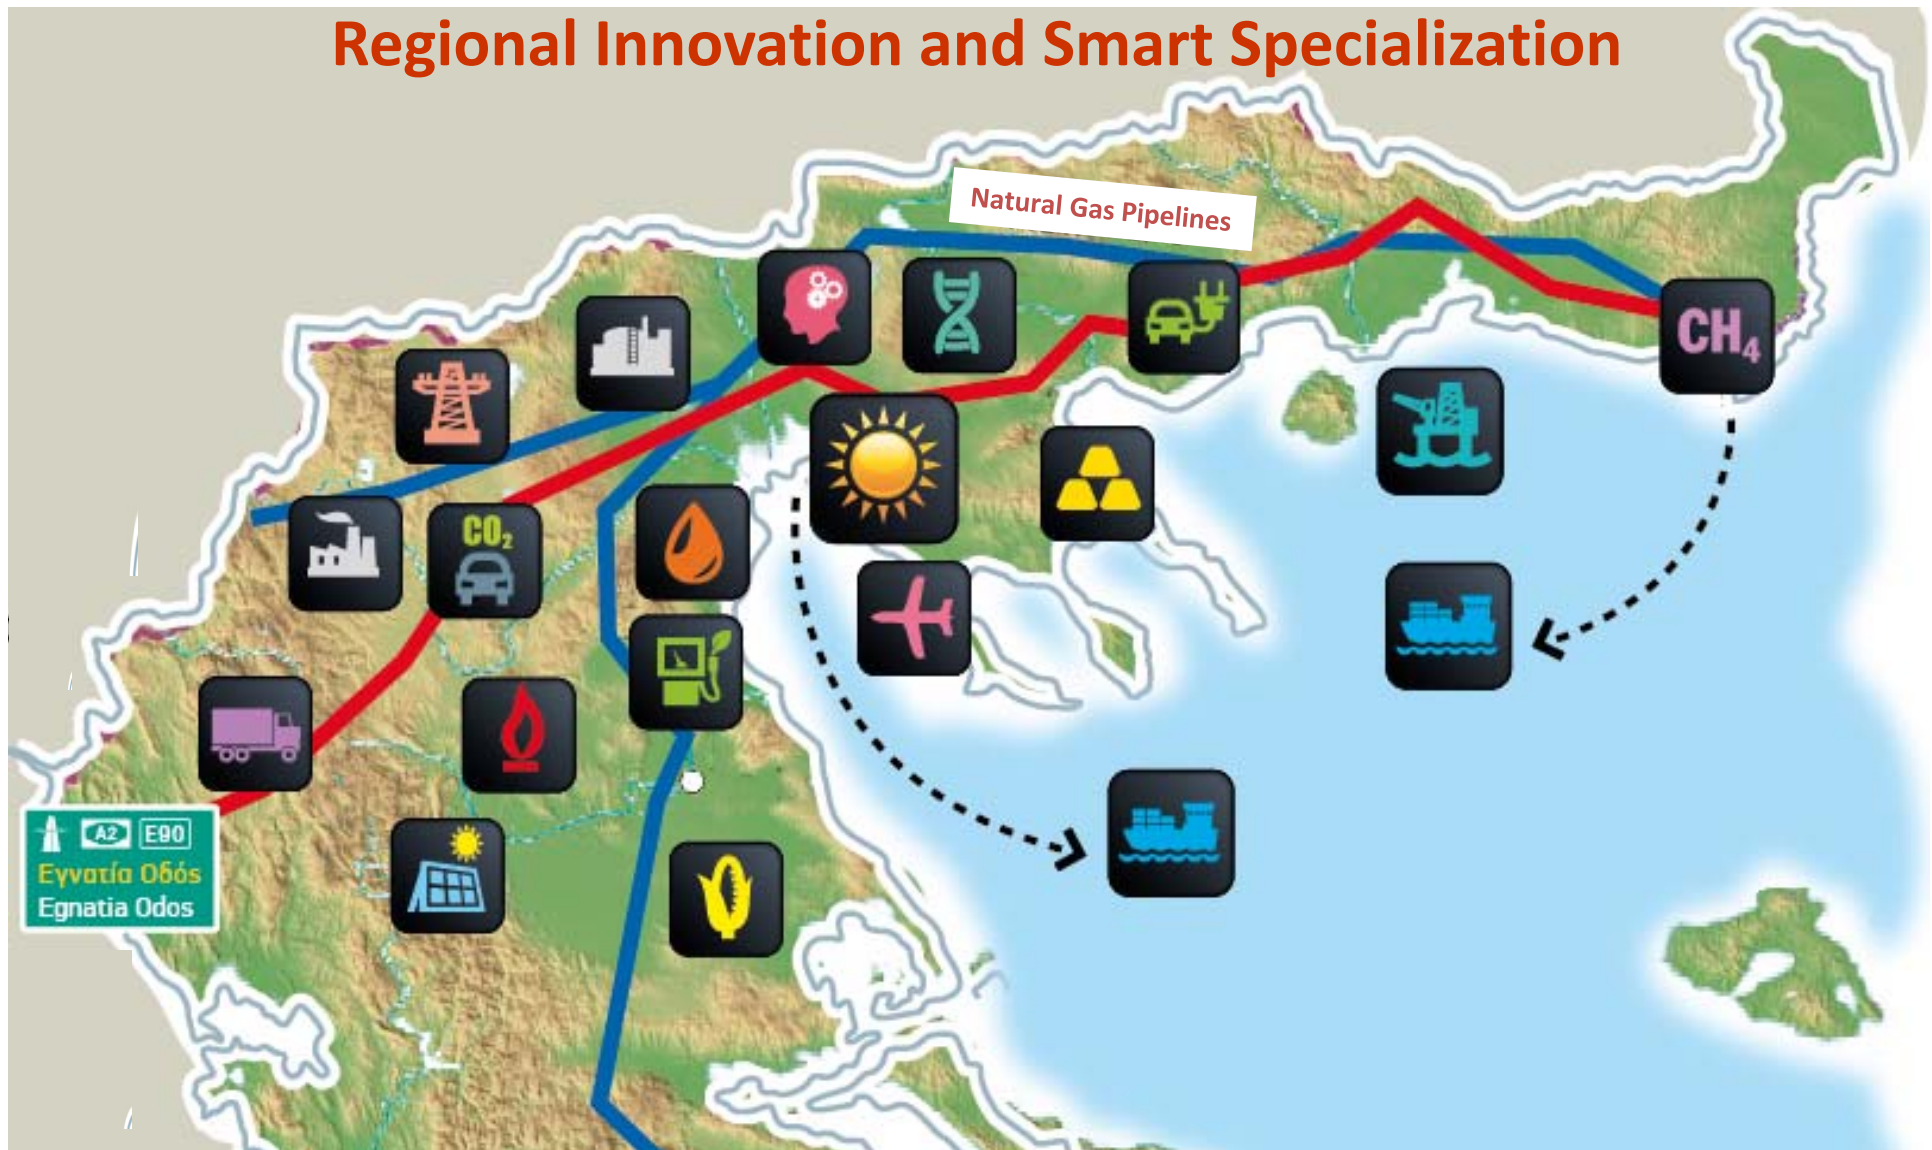 Regional Innovation and Smart Specialization
Natural Gas Pipelines
CH₄
CO₂
A2 E90
Εγνατία Οδός
Egnatia Odos